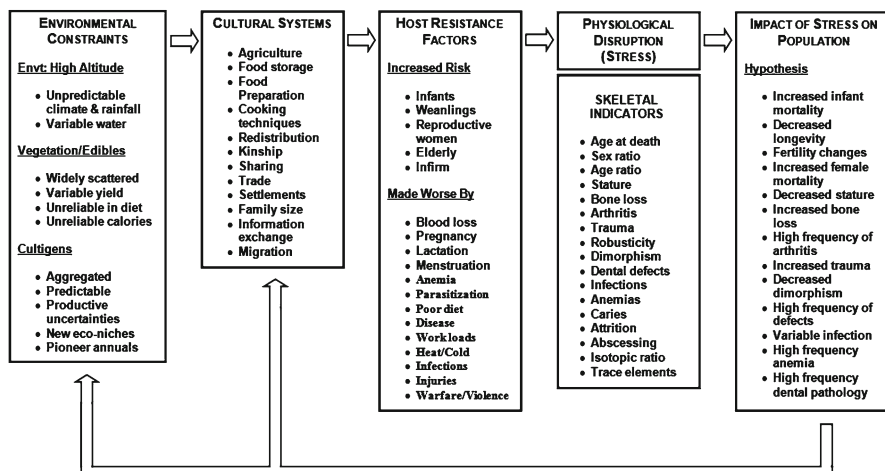 ENVIRONMENTAL
CONSTRAINTS
Envt: High Altitude
• Unpredictable
climate & rainfall
• Variable water
Vegetation/Edibles
• Widely scattered
• Variable yield
• Unreliable in diet
• Unreliable calories
Cultigens
• Aggregated
• Predictable
• Productive
uncertainties
• New eco-niches
• Pioneer annuals
CULTURAL SYSTEMS
• Agriculture
• Food storage
• Food
Preparation
• Cooking
techniques
• Redistribution
• Kinship
• Sharing
• Trade
• Settlements
• Family size
• Information
exchange
• Migration
HOST RESISTANCE
FACTORS
Increased Risk
• Infants
• Weanlings
• Reproductive
women
• Elderly
• Infirm
Made Worse By
• Blood loss
• Pregnancy
• Lactation
• Menstruation
• Anemia
• Parasitization
• Poor diet
• Disease
• Workloads
• Heat/Cold
• Infections
• Injuries
• Warfare/Violence
PHYSIOLOGICAL
DISRUPTION
(STRESS)
SKELETAL
INDICATORS
• Age at death
• Sex ratio
• Age ratio
• Stature
• Bone loss
• Arthritis
• Trauma
• Robusticity
• Dimorphism
• Dental defects
• Infections
• Anemias
• Caries
• Attrition
• Abscessing
• Isotopic ratio
• Trace elements
IMPACT OF STRESS ON
POPULATION
Hypothesis
• Increased infant
mortality
• Decreased
longevity
• Fertility changes
• Increased female
mortality
• Decreased stature
• Increased bone
loss
• High frequency of
arthritis
• Increased trauma
• Decreased
dimorphism
• High frequency of
defects
• Variable infection
• High frequency
anemia
• High frequency
dental pathology